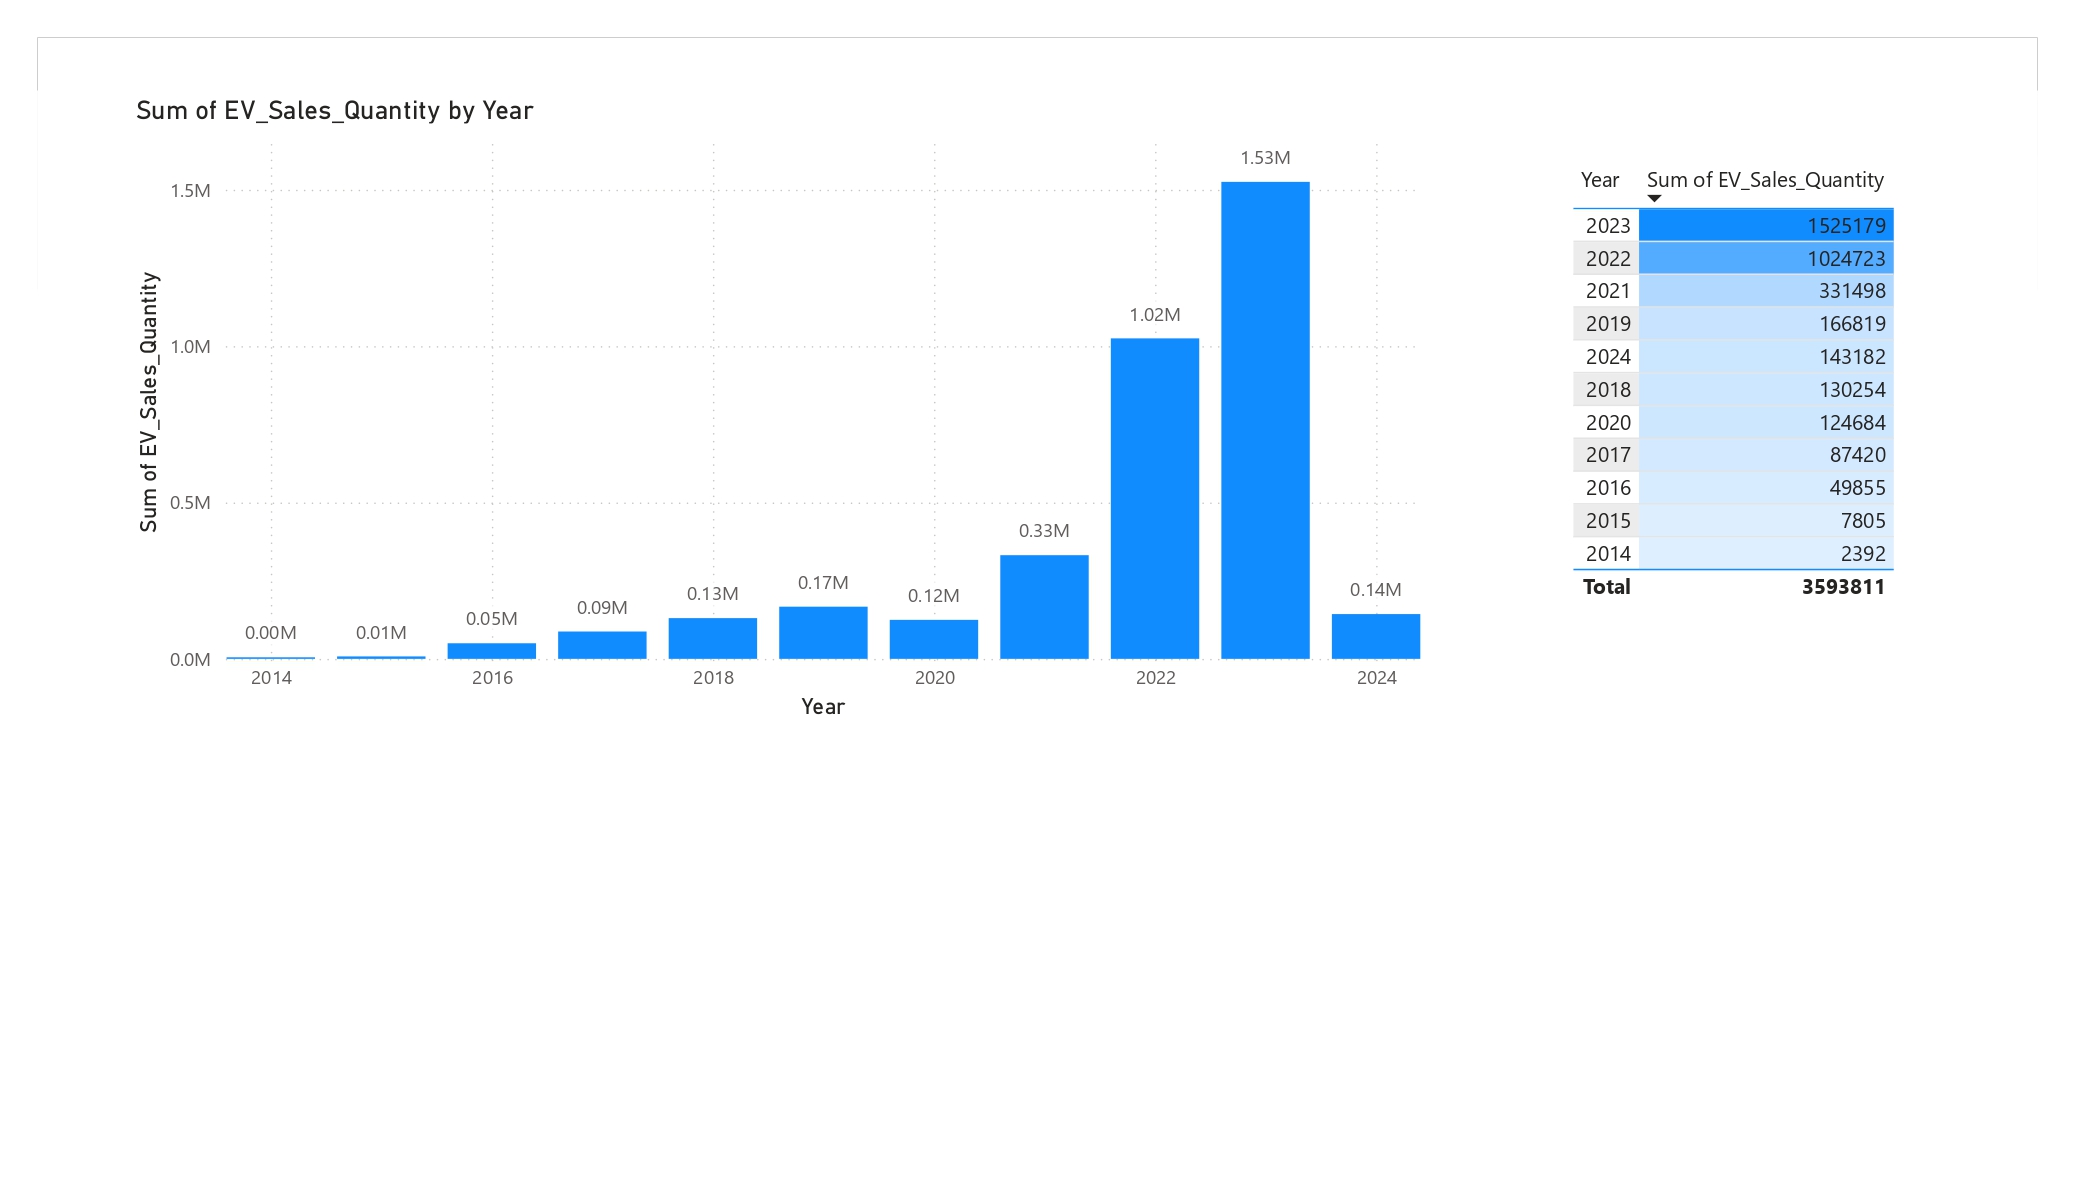 Sum of EV_Sales_Quantity by Year
Sum of EV_Sales_Quantity
1.5M
1.0M
0.5M
0.0M
0.00M
0.01M
0.05M
0.09M
0.13M
0.17M
0.12M
0.33M
1.02M
1.53M
0.14M
2014 2016 2018 2020 2022 2024
Year
Year Sum of EV_Sales_Quantity
2023 1525179
2022 1024723
2021 331498
2019 166819
2024 143182
2018 130254
2020 124684
2017 87420
2016 49855
2015 7805
2014 2392
Total 3593811